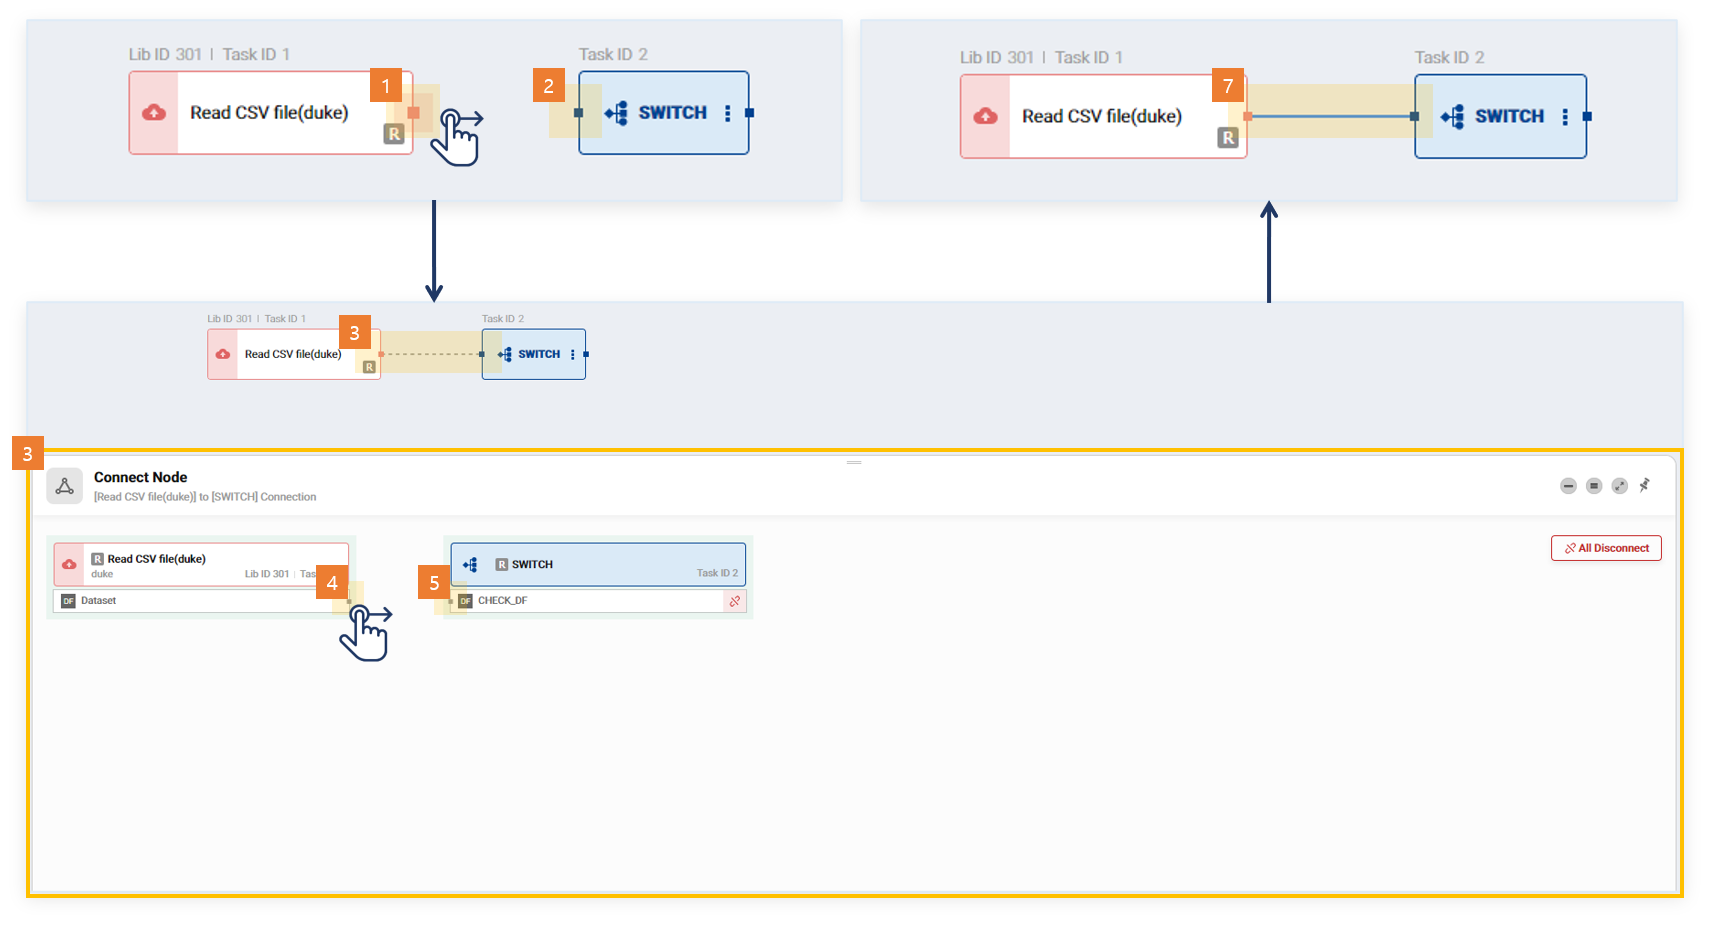 Lib ID 301 | Task ID 1
Task ID 2
1
2
Read CSV file(duke)
R
SWITCH
Lib ID 301 | Task ID 1
Task ID 2
7
Read CSV file(duke)
R
SWITCH
Lib ID 301 | Task ID 1
Task ID 2
3
Read CSV file(duke)
R
SWITCH
3
Connect Node
[Read CSV file(duke)] to [SWITCH] Connection
R Read CSV file(duke)
duke
Lib ID 301 | Tas
4
DF Dataset
R SWITCH
Task ID 2
5
DF CHECK_DF
All Disconnect